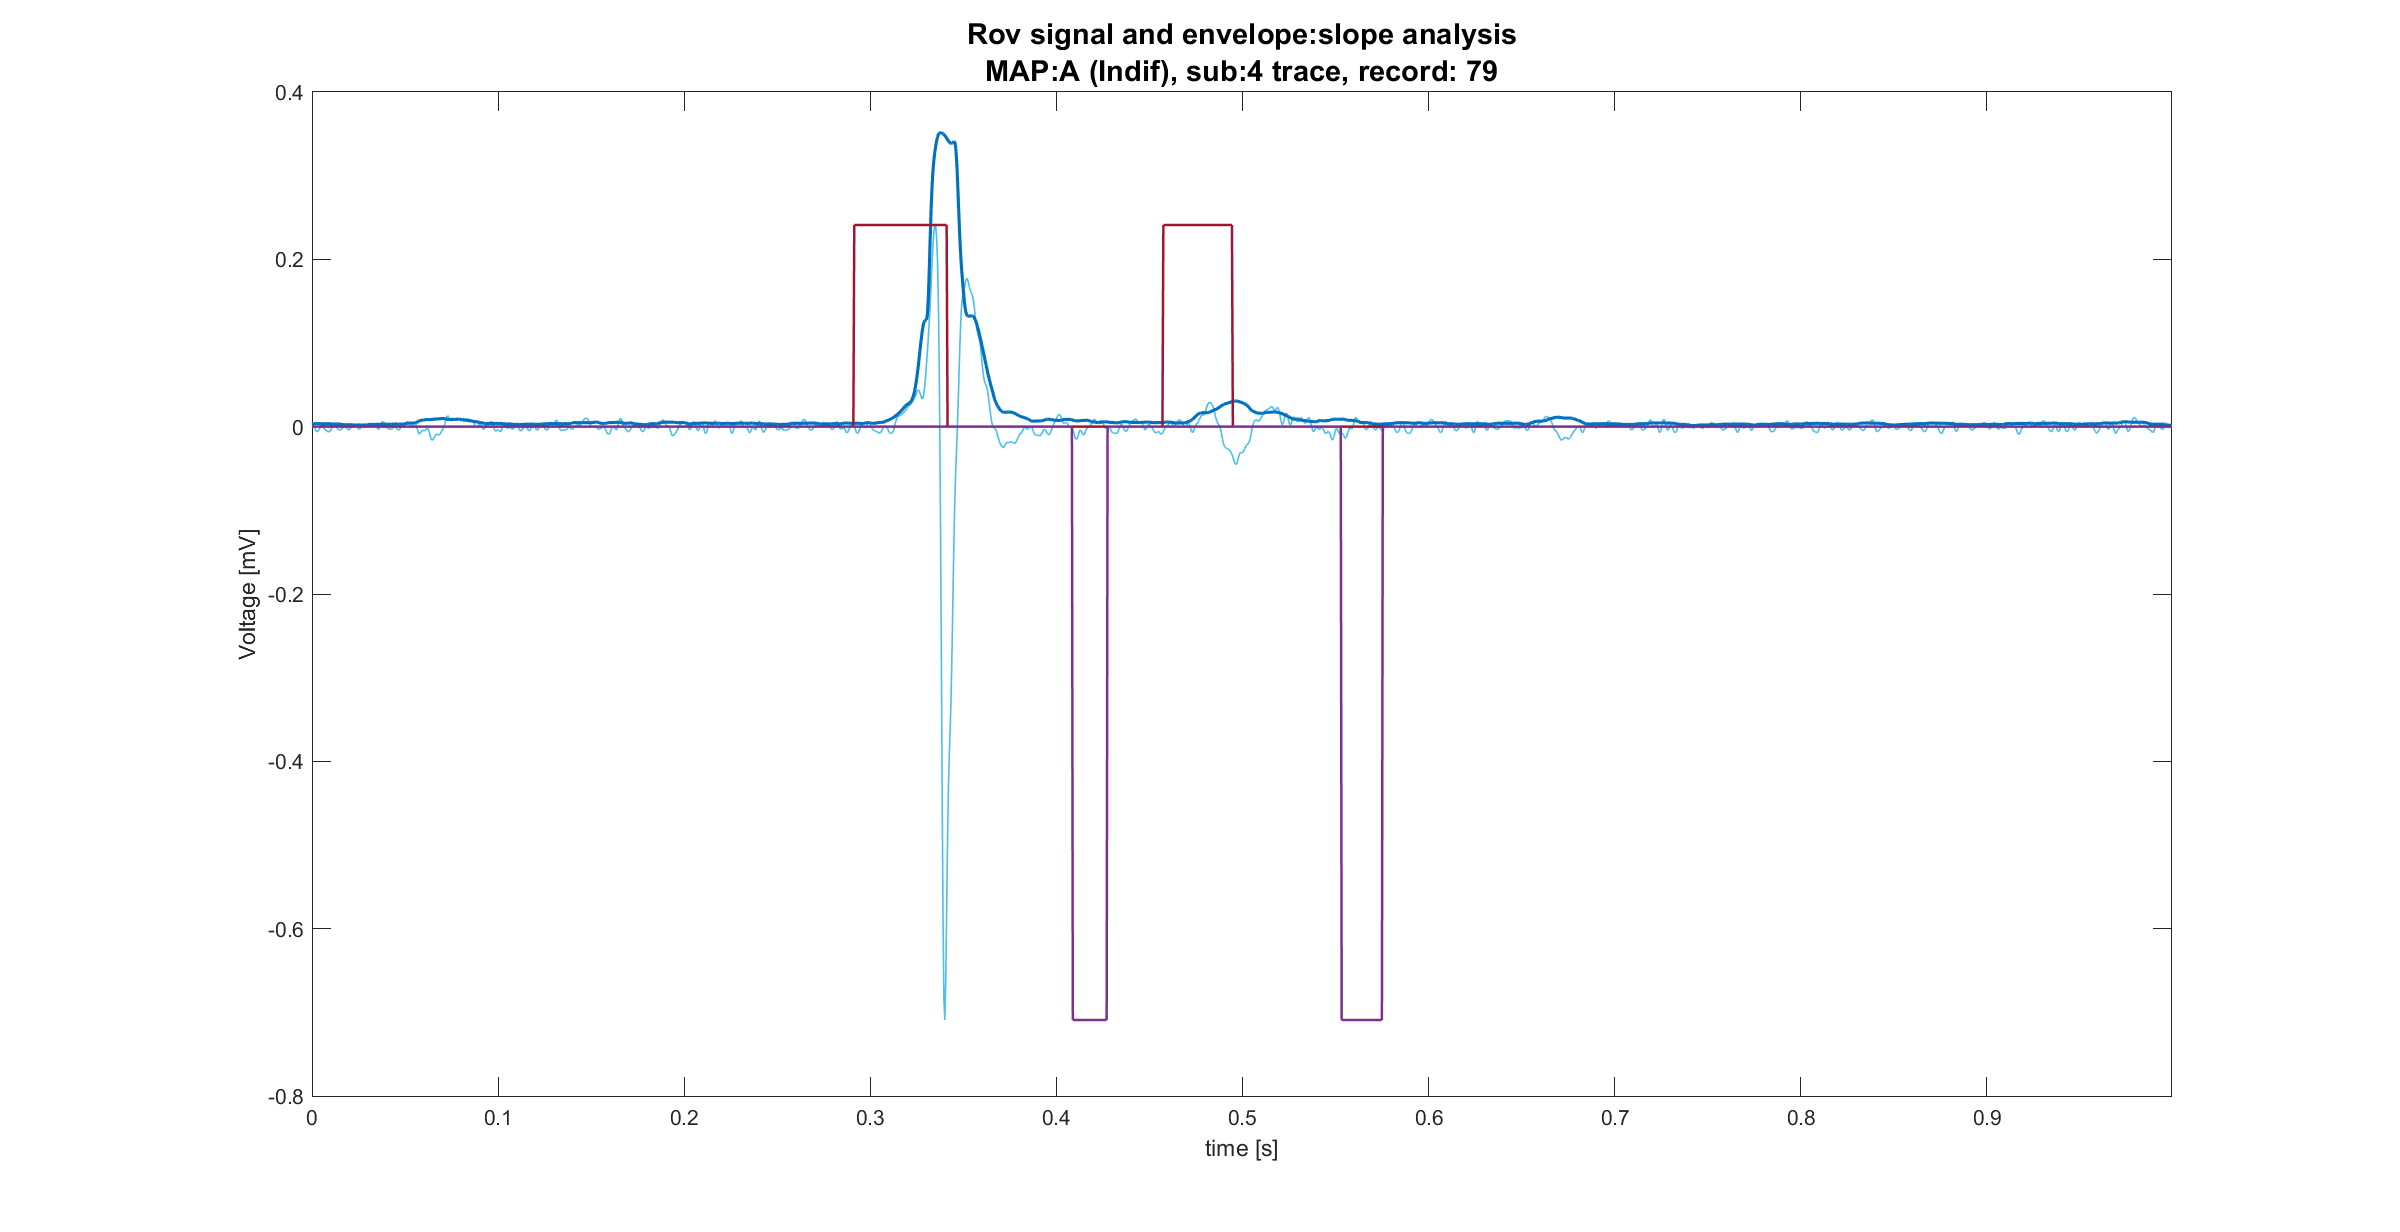 Rov signal and envelope:slope analysis
MAP:A (Indif), sub:4 trace, record: 79
0.4
0.2
0
-0.2
-0.4
-0.6
-0.8
Voltage [mV]
0 0.1 0.2 0.3 0.4 0.5 0.6 0.7 0.8 0.9
time [s]